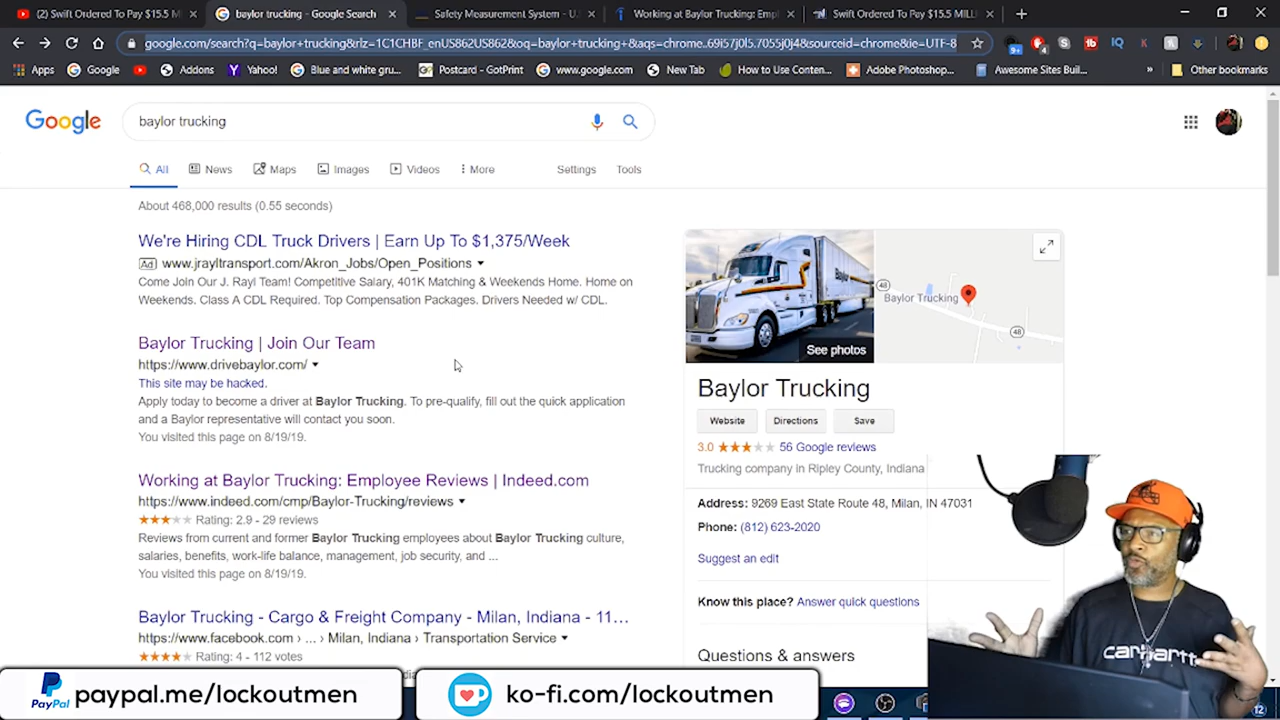 (2) Swift Ordered To Pay $15.5 MILL
baylor trucking - Google Search
Safety Measurement System - U.S
Working at Baylor Trucking: Empl
Swift Ordered To Pay $15.5 MILLI
google.com/search?q=baylor+trucking&rlz=1C1CHBF_enUS862US862&oq=baylor+trucking+&aqs=chrome..69i57j0l5.7055j0j4&sourceid=chrome&ie=UTF-8
Apps
Google
Addons
Yahoo!
Blue and white gru...
Postcard - GotPrint
www.google.com
New Tab
How to Use Conten...
Adobe Photoshop...
Awesome Sites Buil...
Other bookmarks
Google
baylor trucking
All
News
Maps
Images
Videos
More
Settings
Tools
About 468,000 results (0.55 seconds)
We're Hiring CDL Truck Drivers | Earn Up To $1,375/Week
Ad www.jrayltransport.com/Akron_Jobs/Open_Positions
Come Join Our J. Rayl Team! Competitive Salary, 401K Matching & Weekends Home. Home on
Weekends. Class A CDL Required. Top Compensation Packages. Drivers Needed w/ CDL.
Baylor Trucking | Join Our Team
https://www.drivebaylor.com/
This site may be hacked.
Apply today to become a driver at Baylor Trucking. To pre-qualify, fill out the quick application
and a Baylor representative will contact you soon.
You visited this page on 8/19/19.
Working at Baylor Trucking: Employee Reviews | Indeed.com
https://www.indeed.com/cmp/Baylor-Trucking/reviews
Rating: 2.9 - 29 reviews
Reviews from current and former Baylor Trucking employees about Baylor Trucking culture,
salaries, benefits, work-life balance, management, job security, and ...
You visited this page on 8/19/19.
Baylor Trucking - Cargo & Freight Company - Milan, Indiana - 11...
https://www.facebook.com › ... › Milan, Indiana › Transportation Service
Rating: 4 - 112 votes
See photos
48
Baylor Trucking
48
Baylor Trucking
Website
Directions
Save
3.0
56 Google reviews
Trucking company in Ripley County, Indiana
Address: 9269 East State Route 48, Milan, IN 47031
Phone: (812) 623-2020
Suggest an edit
Know this place? Answer quick questions
Questions & answers
carhartt
PayPal
paypal.me/lockoutmen
ko-fi.com/lockoutmen
12